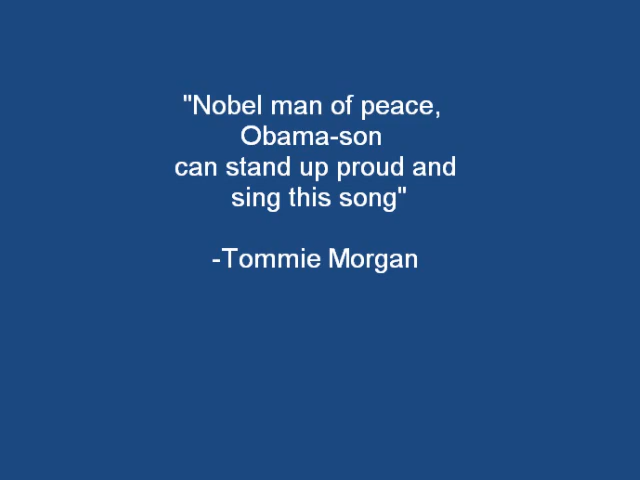 "Nobel man of peace,
Obama-son
can stand up proud and
sing this song"
-Tommie Morgan